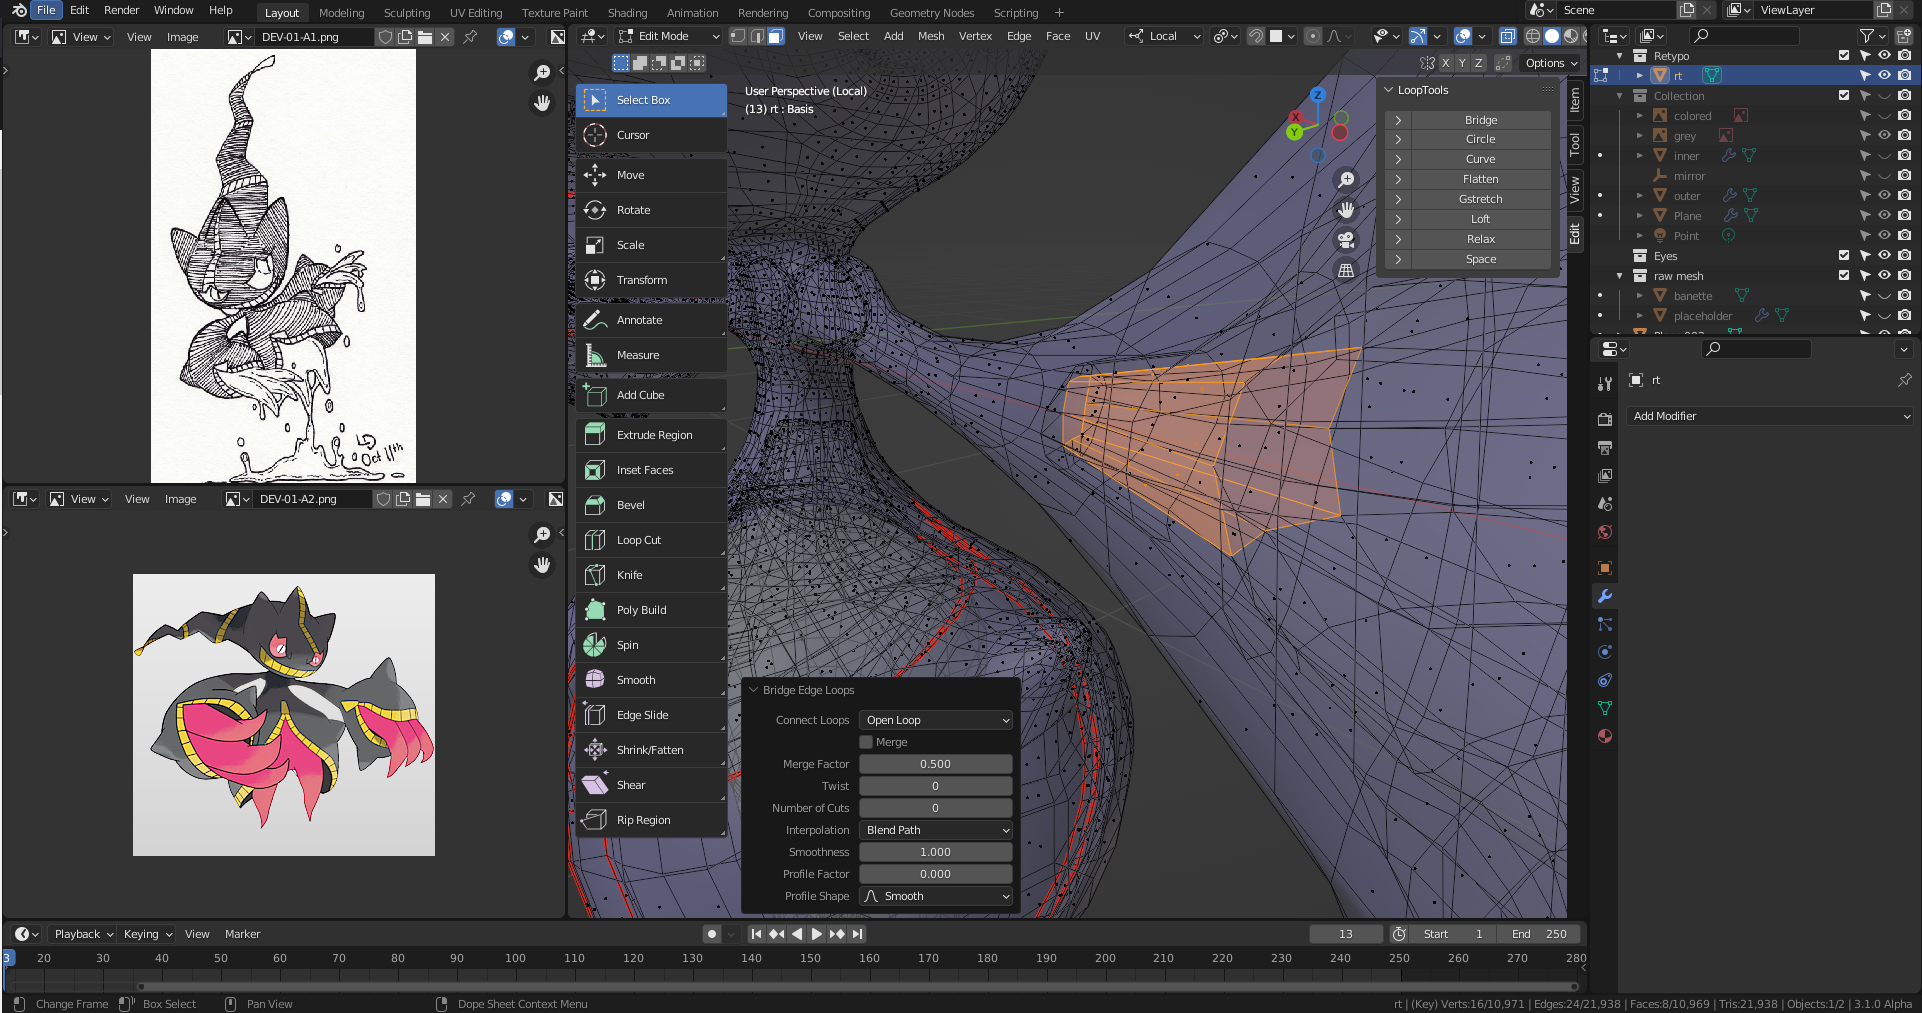 File Edit Render Window Help
Layout Modeling Sculpting UV Editing Texture Paint Shading Animation Rendering Compositing Geometry Nodes Scripting +
Scene
ViewLayer
View View Image DEV-01-A1.png
Edit Mode View Select Add Mesh Vertex Edge Face UV Local
X Y Z Options
Oct 11th
View View Image DEV-01-A2.png
Select Box
Cursor
Move
Rotate
Scale
Transform
Annotate
Measure
Add Cube
Extrude Region
Inset Faces
Bevel
Loop Cut
Knife
Poly Build
Spin
Smooth
Edge Slide
Shrink/Fatten
Shear
Rip Region
User Perspective (Local)
(13) rt : Basis
Z
X
Y
LoopTools
Bridge
Circle
Curve
Flatten
Gstretch
Loft
Relax
Space
Item
Tool
View
Edit
Bridge Edge Loops
Connect Loops Open Loop
Merge
Merge Factor 0.500
Twist 0
Number of Cuts 0
Interpolation Blend Path
Smoothness 1.000
Profile Factor 0.000
Profile Shape Smooth
Retypo
rt
Collection
colored
grey
inner
mirror
outer
Plane
Point
Eyes
raw mesh
banette
placeholder
rt
Add Modifier
Playback Keying View Marker
13 Start 1 End 250
3 20 30 40 50 60 70 80 90 100 110 120 130 140 150 160 170 180 190 200 210 220 230 240 250 260 270 280
Change Frame Box Select Pan View Dope Sheet Context Menu
rt | (Key) Verts:16/10,971 | Edges:24/21,938 | Faces:8/10,969 | Tris:21,938 | Objects:1/2 | 3.1.0 Alpha